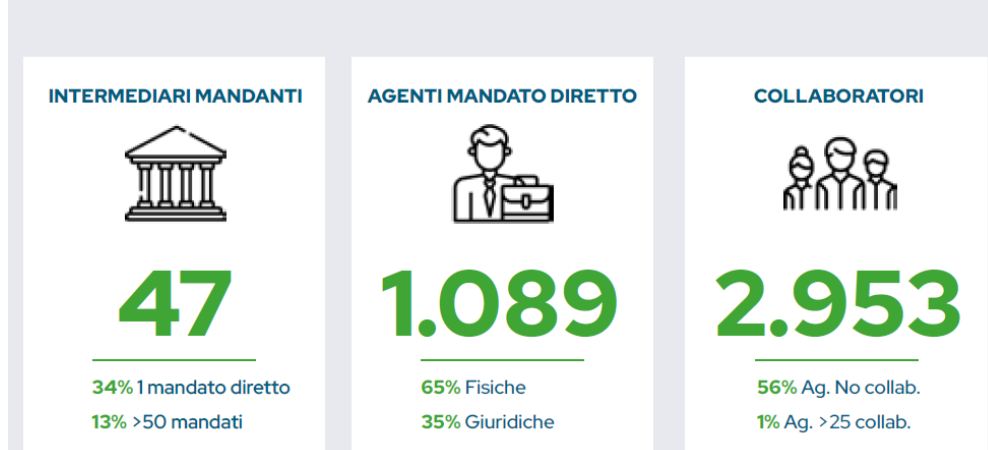 INTERMEDIARI MANDANTI
47
34% 1 mandato diretto
13% >50 mandati
AGENTI MANDATO DIRETTO
1.089
65% Fisiche
35% Giuridiche
COLLABORATORI
2.953
56% Ag. No collab.
1% Ag. >25 collab.